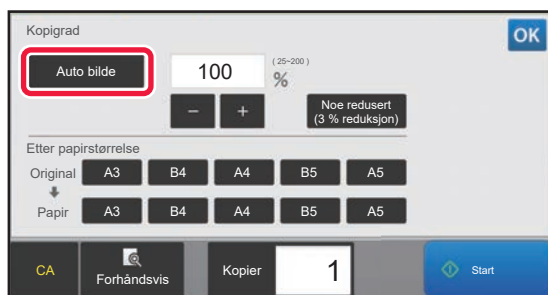 Kopigrad
OK
Auto bilde
100
(25~200)
%
−
+
Noe redusert
(3 % reduksjon)
Etter papirstørrelse
Original
A3
B4
A4
B5
A5
Papir
A3
B4
A4
B5
A5
CA
Forhåndsvis
Kopier
1
Start